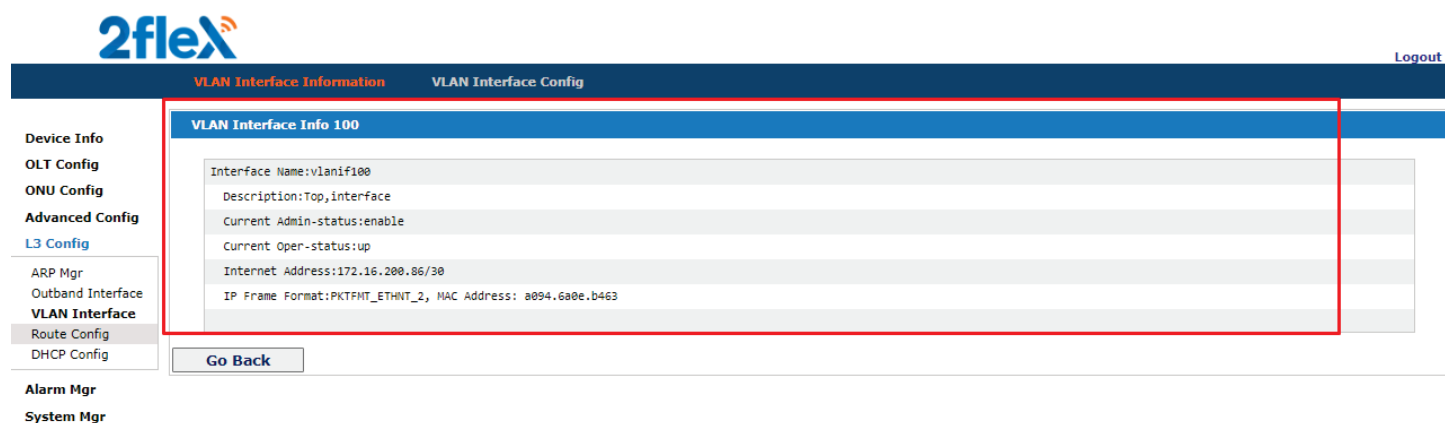 2flex
Logout
VLAN Interface Information VLAN Interface Config
Device Info
OLT Config
ONU Config
Advanced Config
L3 Config
ARP Mgr
Outband Interface
VLAN Interface
Route Config
DHCP Config
Alarm Mgr
System Mgr
VLAN Interface Info 100
Interface Name:vlanif100
Description:Top,interface
Current Admin-status:enable
Current Oper-status:up
Internet Address:172.16.200.86/30
IP Frame Format:PKTFMT_ETHNT_2, MAC Address: a094.6a0e.b463
Go Back